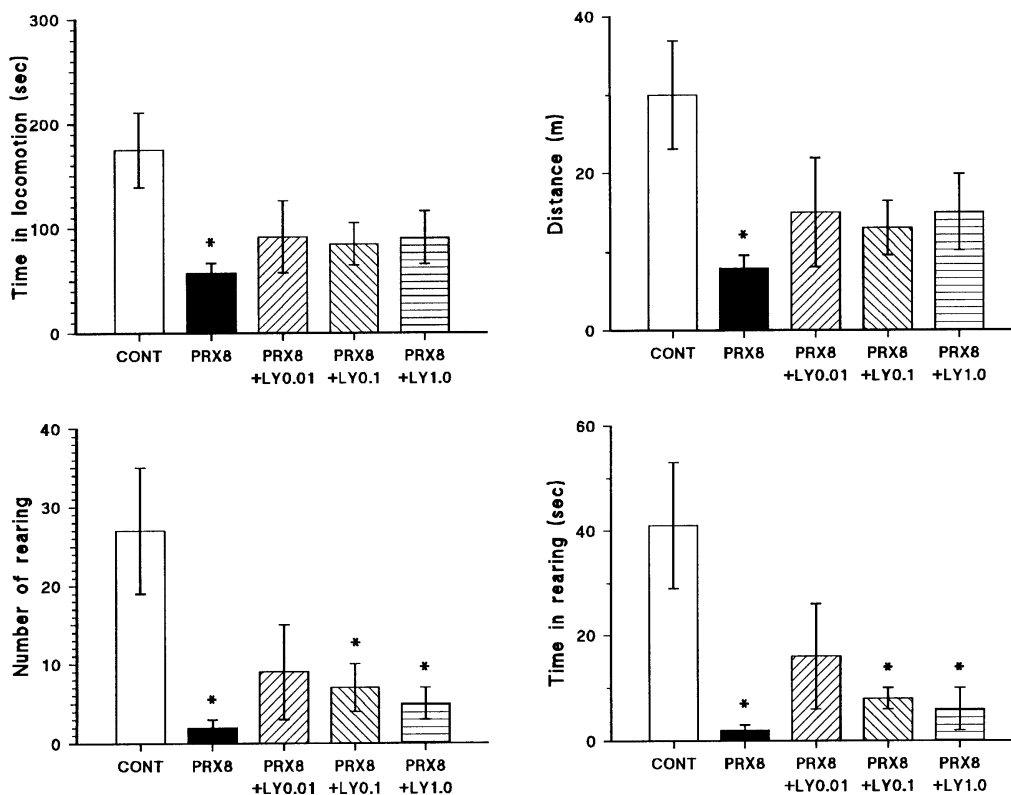 Time in locomotion (sec)
300
200
100
0
*
CONT PRX8 PRX8 PRX8 PRX8
+LY0.01 +LY0.1 +LY1.0
Distance (m)
40
20
0
*
CONT PRX8 PRX8 PRX8 PRX8
+LY0.01 +LY0.1 +LY1.0
Number of rearing
40
30
20
10
0
* * *
CONT PRX8 PRX8 PRX8 PRX8
+LY0.01 +LY0.1 +LY1.0
Time in rearing (sec)
60
40
20
0
* * *
CONT PRX8 PRX8 PRX8 PRX8
+LY0.01 +LY0.1 +LY1.0